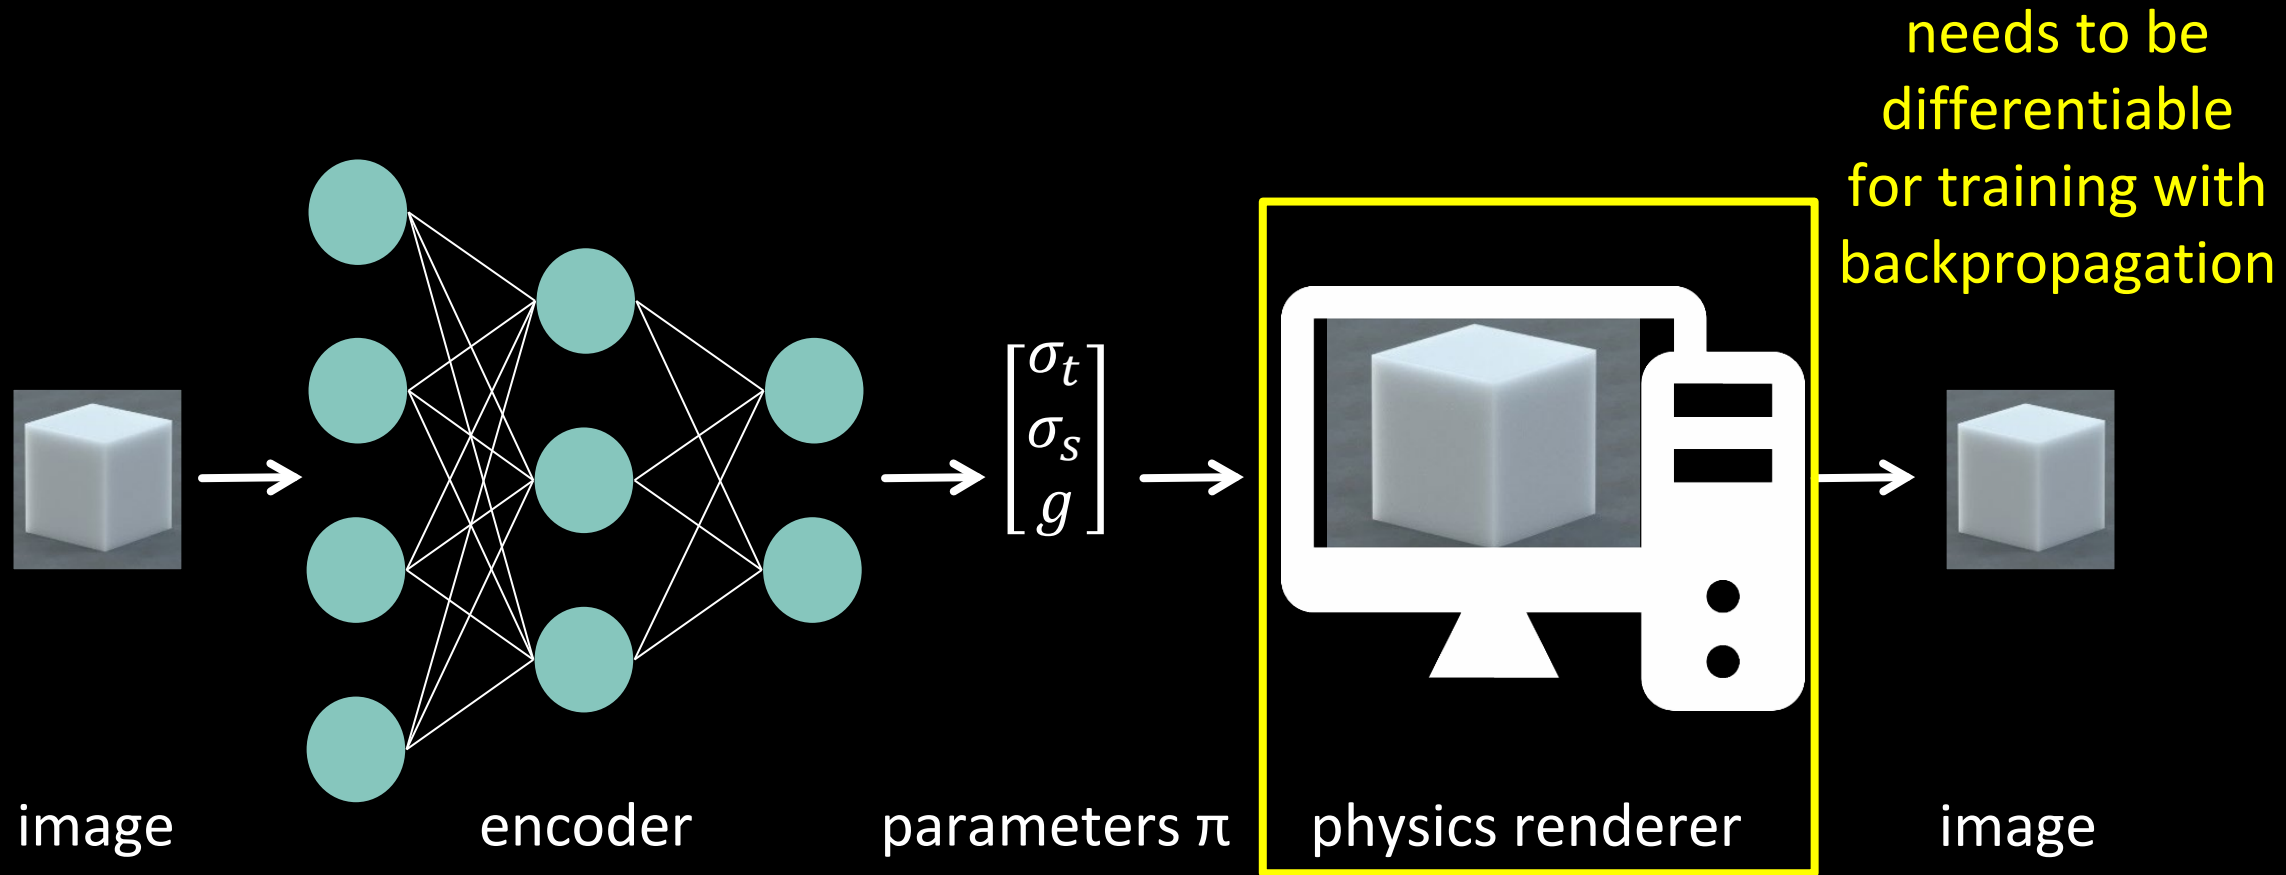 needs to be
differentiable
for training with
backpropagation
σt
σs
g
image
encoder
parameters π
physics renderer
image